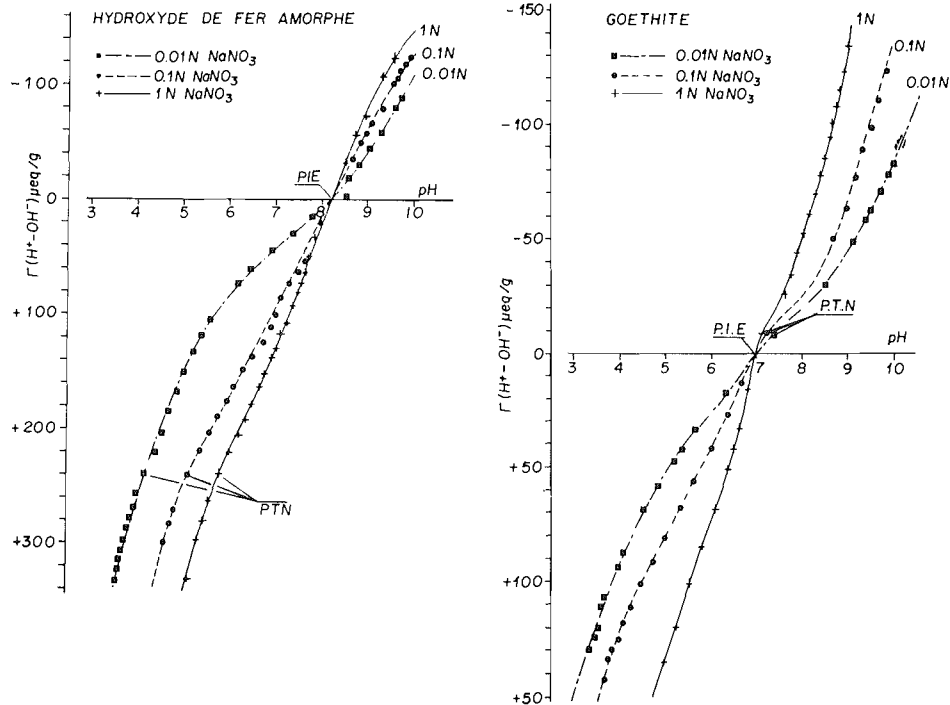 HYDROXYDE DE FER AMORPHE
0.01N NaNO3
0.1N NaNO3
1N NaNO3
1N
0.1N
0.01N
-100
0
+100
+200
+300
Γ(H⁺-OH⁻) µeq/g
PIE
pH
3 4 5 6 7 8 9 10
PTN
GOETHITE
0.01N NaNO3
0.1N NaNO3
1N NaNO3
1N
0.1N
0.01N
-150
-100
-50
0
+50
+100
+50
Γ(H⁺-OH⁻) µeq/g
P.I.E
P.T.N
pH
3 4 5 6 7 8 9 10